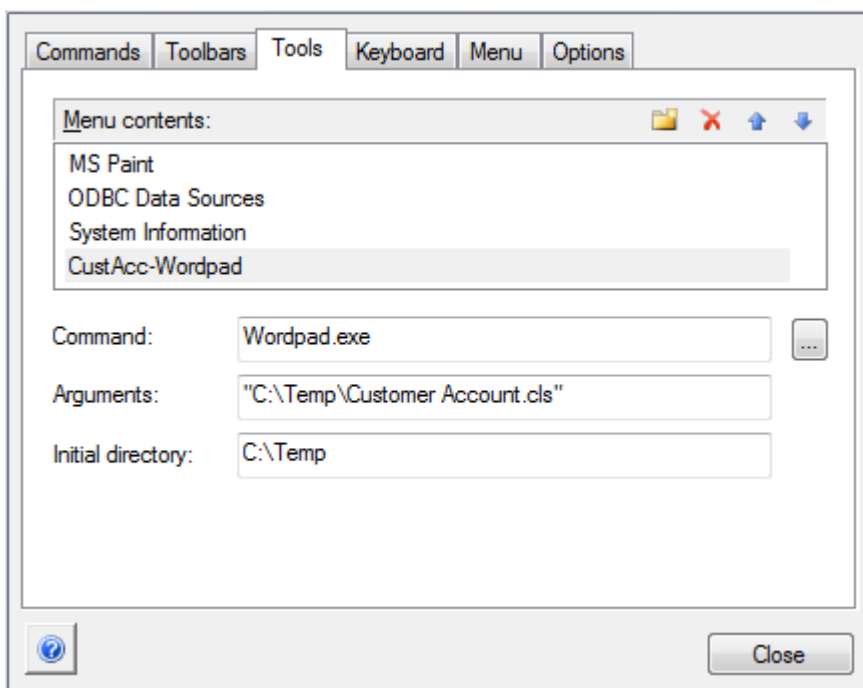 Commands Toolbars Tools Keyboard Menu Options
Menu contents:
MS Paint
ODBC Data Sources
System Information
CustAcc-Wordpad
Command: Wordpad.exe ...
Arguments: "C:\Temp\Customer Account.cls"
Initial directory: C:\Temp
? Close